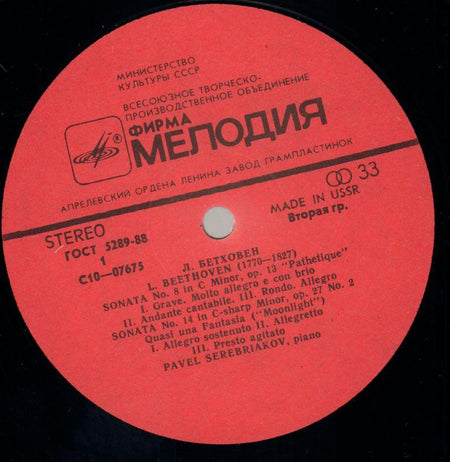 МИНИСТЕРСТВО
КУЛЬТУРЫ СССР
ВСЕСОЮЗНОЕ ТВОРЧЕСКО-
ПРОИЗВОДСТВЕННОЕ ОБЪЕДИНЕНИЕ
ФИРМА
®
МЕЛОДИЯ
АПРЕЛЕВСКИЙ ОРДЕНА ЛЕНИНА ЗАВОД ГРАМПЛАСТИНОК
STEREO
ГОСТ 5289-88
1
С10—07675
33
MADE IN USSR
Вторая гр.
Л. БЕТХОВЕН
L. BEETHOVEN (1770—1827)
SONATA No. 8 in C Minor, op. 13 "Pathetique"
I. Grave. Molto allegro e con brio
II. Andante cantabile. III. Rondo. Allegro
SONATA No. 14 in C-sharp Minor, op. 27 No. 2
Quasi una Fantasia ("Moonlight")
I. Allegro sostenuto II. Allegretto
III. Presto agitato
PAVEL SEREBRIAKOV, piano